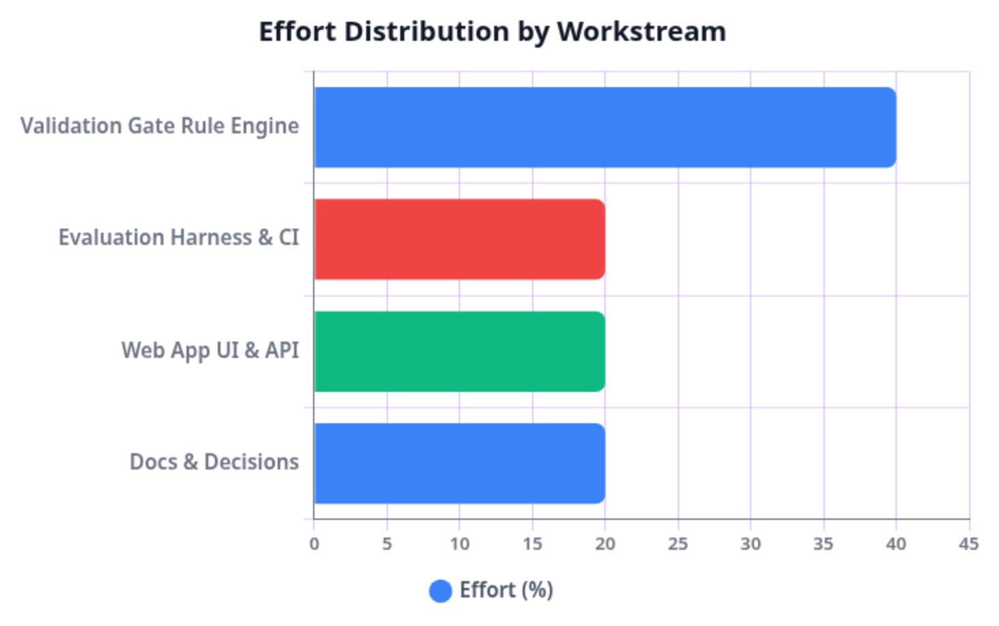 Effort Distribution by Workstream
Validation Gate Rule Engine
Evaluation Harness & CI
Web App UI & API
Docs & Decisions
0 5 10 15 20 25 30 35 40 45
Effort (%)